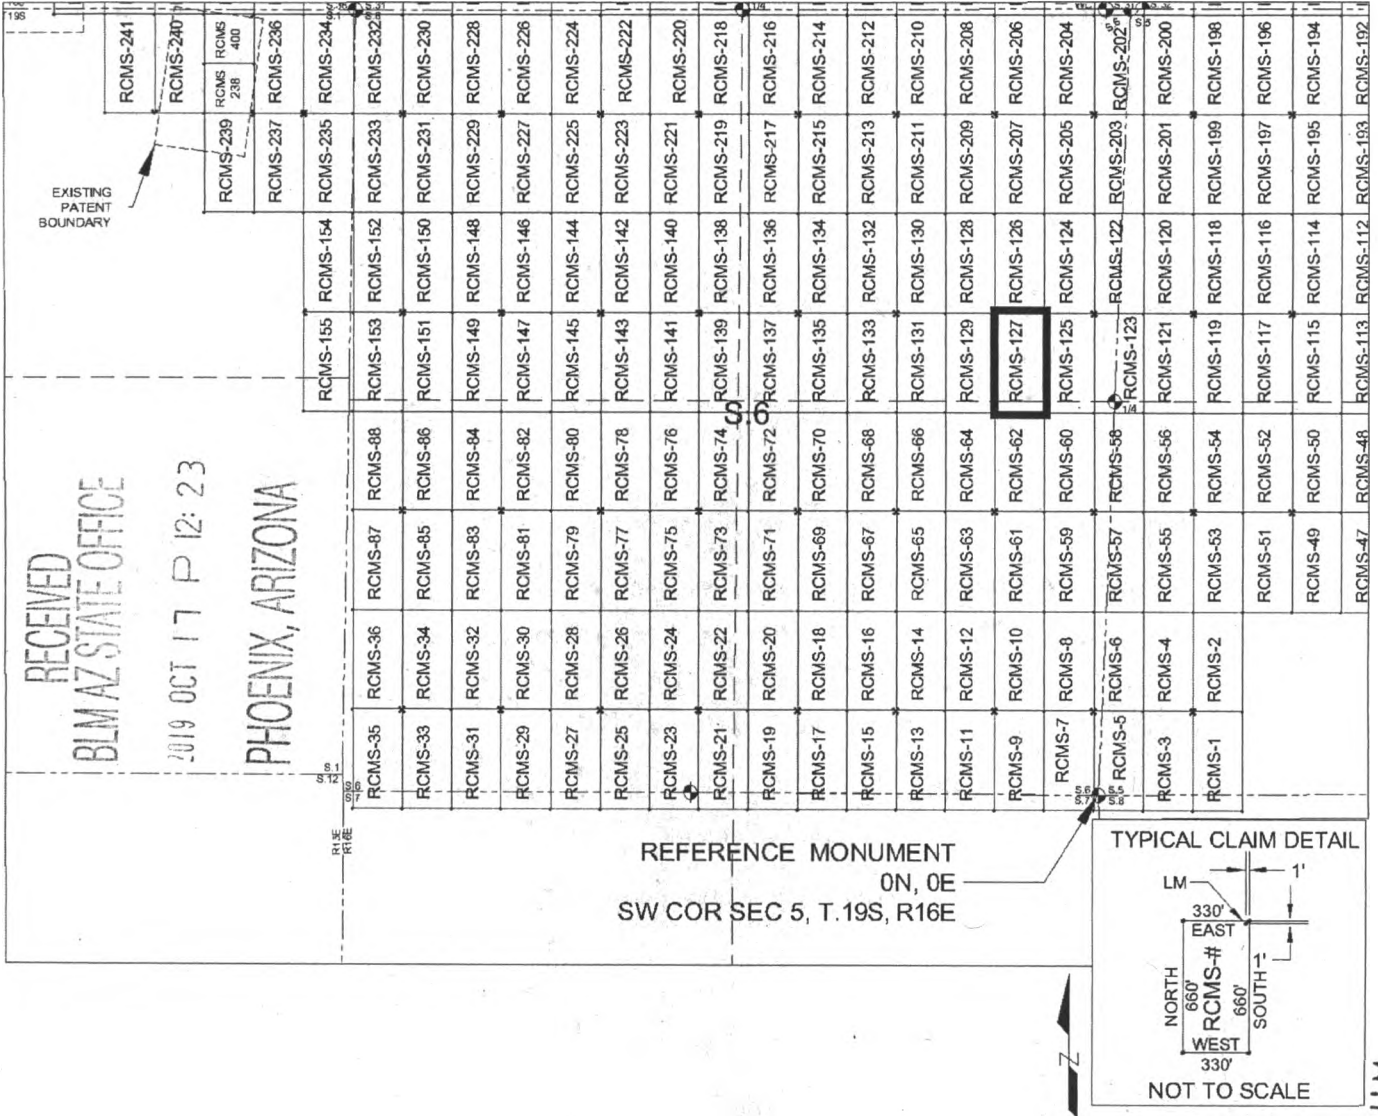 T19S
S.1
S.31
S.6
1/4
S.5
S.32
RCMS-241
RCMS-240
RCMS 400
RCMS 238
RCMS-236
RCMS-234
RCMS-232
RCMS-230
RCMS-228
RCMS-226
RCMS-224
RCMS-222
RCMS-220
RCMS-218
RCMS-216
RCMS-214
RCMS-212
RCMS-210
RCMS-208
RCMS-206
RCMS-204
RCMS-202
RCMS-200
RCMS-198
RCMS-196
RCMS-194
RCMS-192
RCMS-239
RCMS-237
RCMS-235
RCMS-233
RCMS-231
RCMS-229
RCMS-227
RCMS-225
RCMS-223
RCMS-221
RCMS-219
RCMS-217
RCMS-215
RCMS-213
RCMS-211
RCMS-209
RCMS-207
RCMS-205
RCMS-203
RCMS-201
RCMS-199
RCMS-197
RCMS-195
RCMS-193
EXISTING
PATENT
BOUNDARY
RCMS-154
RCMS-152
RCMS-150
RCMS-148
RCMS-146
RCMS-144
RCMS-142
RCMS-140
RCMS-138
RCMS-136
RCMS-134
RCMS-132
RCMS-130
RCMS-128
RCMS-126
RCMS-124
RCMS-122
RCMS-120
RCMS-118
RCMS-116
RCMS-114
RCMS-112
RCMS-155
RCMS-153
RCMS-151
RCMS-149
RCMS-147
RCMS-145
RCMS-143
RCMS-141
RCMS-139
RCMS-137
RCMS-135
RCMS-133
RCMS-131
RCMS-129
RCMS-127
RCMS-125
RCMS-123
RCMS-121
RCMS-119
RCMS-117
RCMS-115
RCMS-113
S.6
1/4
RCMS-88
RCMS-86
RCMS-84
RCMS-82
RCMS-80
RCMS-78
RCMS-76
RCMS-74
RCMS-72
RCMS-70
RCMS-68
RCMS-66
RCMS-64
RCMS-62
RCMS-60
RCMS-58
RCMS-56
RCMS-54
RCMS-52
RCMS-50
RCMS-48
RCMS-87
RCMS-85
RCMS-83
RCMS-81
RCMS-79
RCMS-77
RCMS-75
RCMS-73
RCMS-71
RCMS-69
RCMS-67
RCMS-65
RCMS-63
RCMS-61
RCMS-59
RCMS-57
RCMS-55
RCMS-53
RCMS-51
RCMS-49
RCMS-47
RECEIVED
BLM AZ STATE OFFICE
2019 OCT 17 P 12:23
PHOENIX, ARIZONA
RCMS-36
RCMS-34
RCMS-32
RCMS-30
RCMS-28
RCMS-26
RCMS-24
RCMS-22
RCMS-20
RCMS-18
RCMS-16
RCMS-14
RCMS-12
RCMS-10
RCMS-8
RCMS-6
RCMS-4
RCMS-2
RCMS-35
RCMS-33
RCMS-31
RCMS-29
RCMS-27
RCMS-25
RCMS-23
RCMS-21
RCMS-19
RCMS-17
RCMS-15
RCMS-13
RCMS-11
RCMS-9
RCMS-7
RCMS-5
RCMS-3
RCMS-1
S.1
S.12
S.6
S.7
S.6
S.7
S.5
S.8
R15E
R16E
REFERENCE MONUMENT
0N, 0E
SW COR SEC 5, T.19S, R16E
TYPICAL CLAIM DETAIL
1'
LM
330'
EAST
1'
NORTH
660'
RCMS-#
660'
SOUTH
WEST
330'
NOT TO SCALE
N